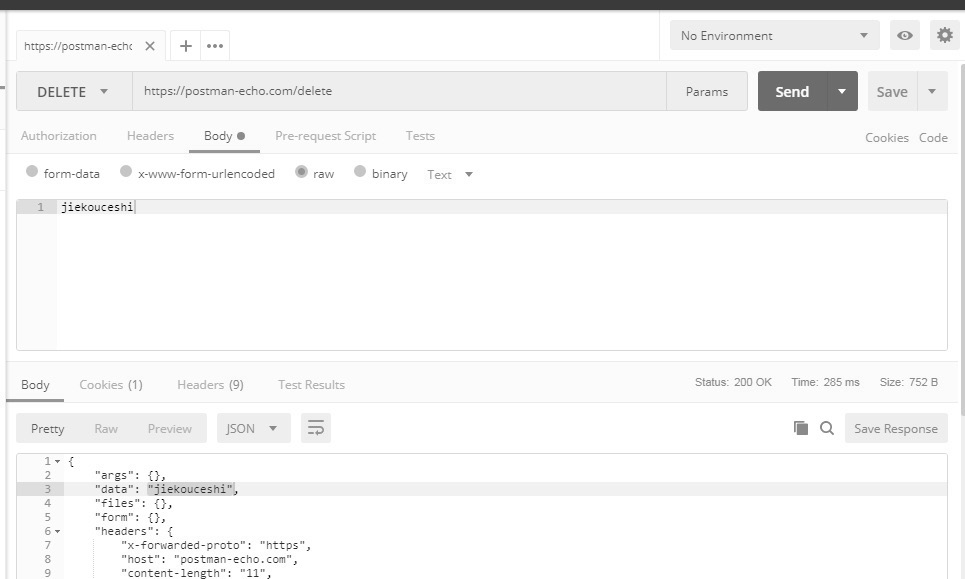 https://postman-echo
No Environment
DELETE https://postman-echo.com/delete Params Send Save
Authorization Headers Body Pre-request Script Tests Cookies Code
form-data x-www-form-urlencoded raw binary Text
1 jiekouceshi
Body Cookies (1) Headers (9) Test Results Status: 200 OK Time: 285 ms Size: 752 B
Pretty Raw Preview JSON Save Response
1 {
2 "args": {},
3 "data": "jiekouceshi",
4 "files": {},
5 "form": {},
6 "headers": {
7 "x-forwarded-proto": "https",
8 "host": "postman-echo.com",
9 "content-length": "11",